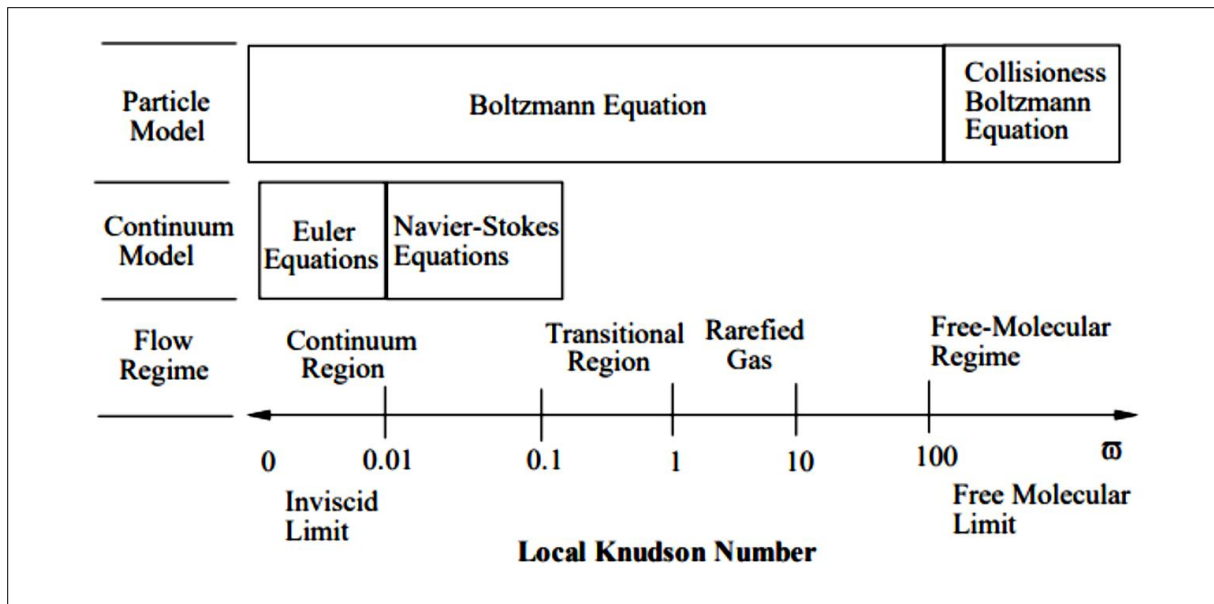 Particle
Model
Boltzmann Equation
Collisioness
Boltzmann
Equation
Continuum
Model
Euler
Equations
Navier-Stokes
Equations
Flow
Regime
Continuum
Region
Transitional
Region
Rarefied
Gas
Free-Molecular
Regime
0 0.01 0.1 1 10 100 ϖ
Inviscid
Limit
Free Molecular
Limit
Local Knudson Number